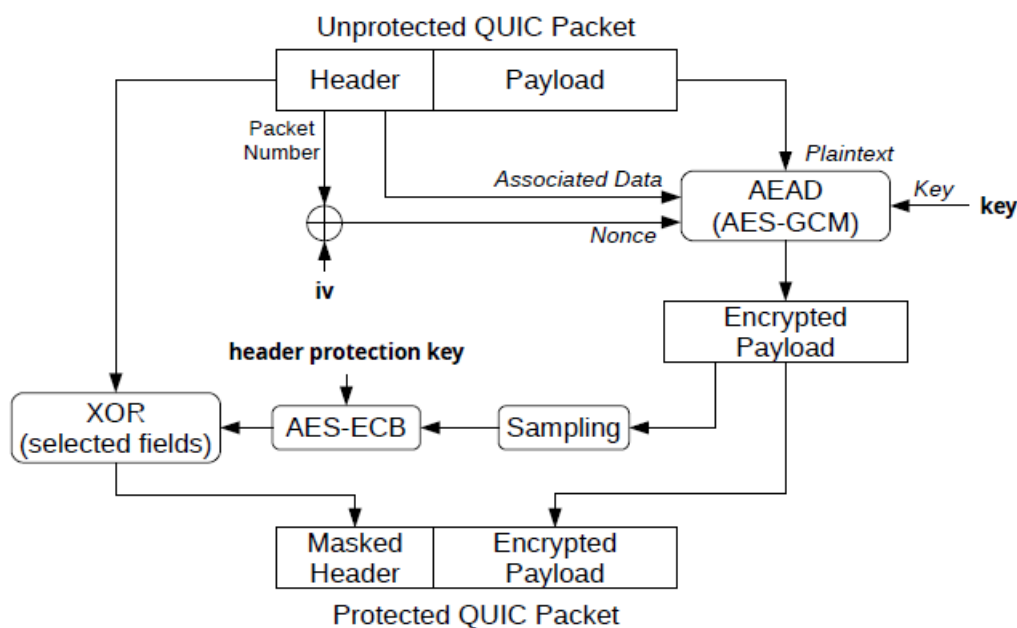 Unprotected QUIC Packet
Header
Payload
Packet
Number
Plaintext
Associated Data
AEAD
(AES-GCM)
Key
key
Nonce
iv
Encrypted
Payload
header protection key
XOR
(selected fields)
AES-ECB
Sampling
Masked
Header
Encrypted
Payload
Protected QUIC Packet